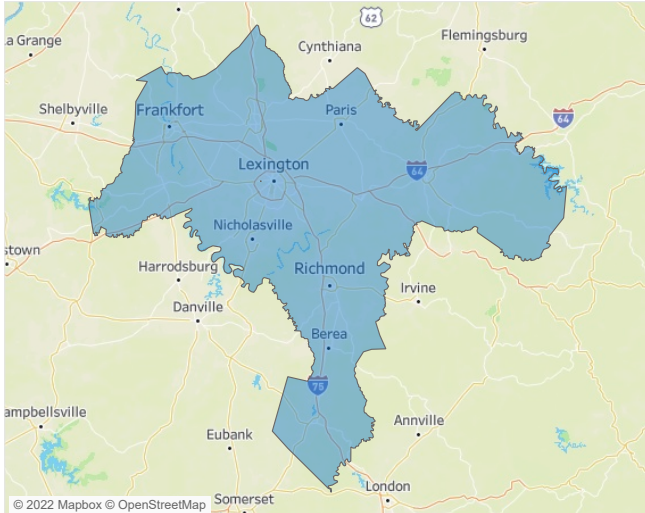 62
Flemingsburg
a Grange
Cynthiana
Shelbyville
Frankfort
Paris
64
Lexington
64
Nicholasville
stown
Harrodsburg
Richmond
Irvine
Danville
Berea
75
ampbellsville
Annville
Eubank
London
Somerset
© 2022 Mapbox © OpenStreetMap